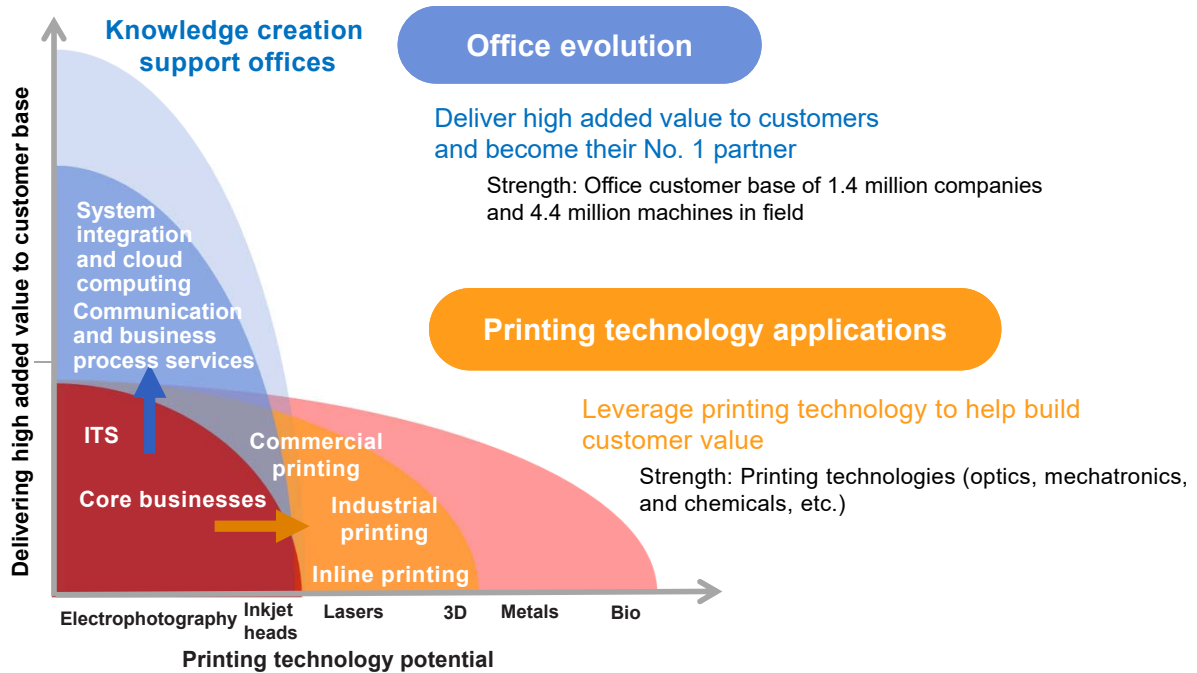 Knowledge creation
support offices
Office evolution
Deliver high added value to customers
and become their No. 1 partner
Strength: Office customer base of 1.4 million companies
and 4.4 million machines in field
Delivering high added value to customer base
System
integration
and cloud
computing
Communication
and business
process services
Printing technology applications
Leverage printing technology to help build
customer value
Strength: Printing technologies (optics, mechatronics,
and chemicals, etc.)
ITS
Core businesses
Commercial
printing
Industrial
printing
Inline printing
Electrophotography
Inkjet
heads
Lasers
3D
Metals
Bio
Printing technology potential